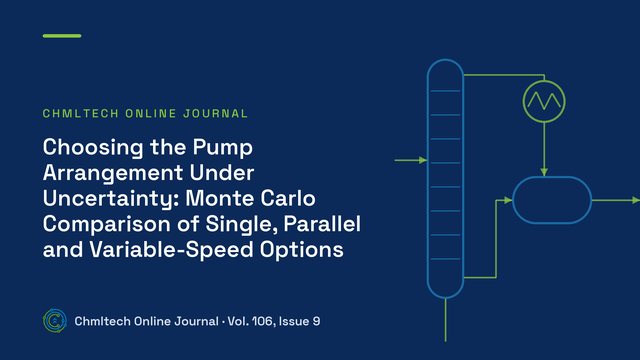 CHMLTECH ONLINE JOURNAL
Choosing the Pump
Arrangement Under
Uncertainty: Monte Carlo
Comparison of Single, Parallel
and Variable-Speed Options
Chmltech Online Journal · Vol. 106, Issue 9